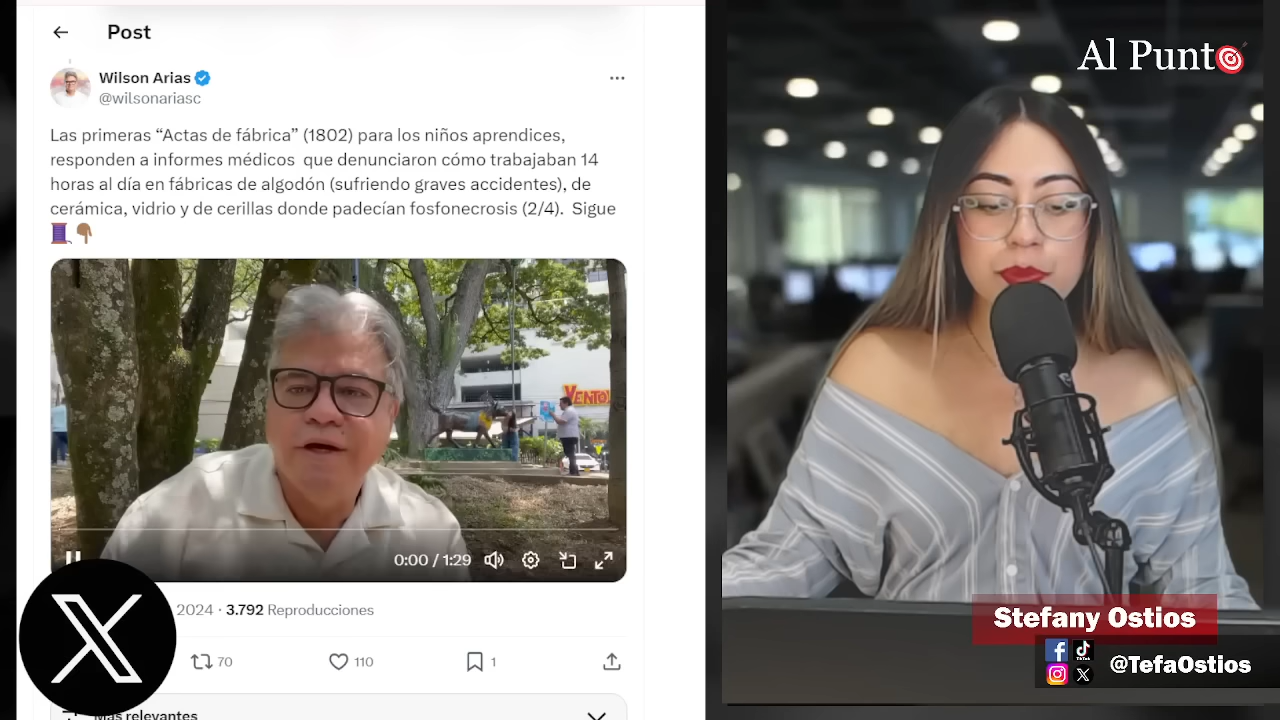 Post
Wilson Arias
@wilsonariasc
Las primeras “Actas de fábrica” (1802) para los niños aprendices,
responden a informes médicos que denunciaron cómo trabajaban 14
horas al día en fábricas de algodón (sufriendo graves accidentes), de
cerámica, vidrio y de cerillas donde padecían fosfonecrosis (2/4). Sigue
0:00 / 1:29
2024 · 3.792 Reproducciones
70
110
1
Más relevantes
Al Punto
Stefany Ostios
@TefaOstios